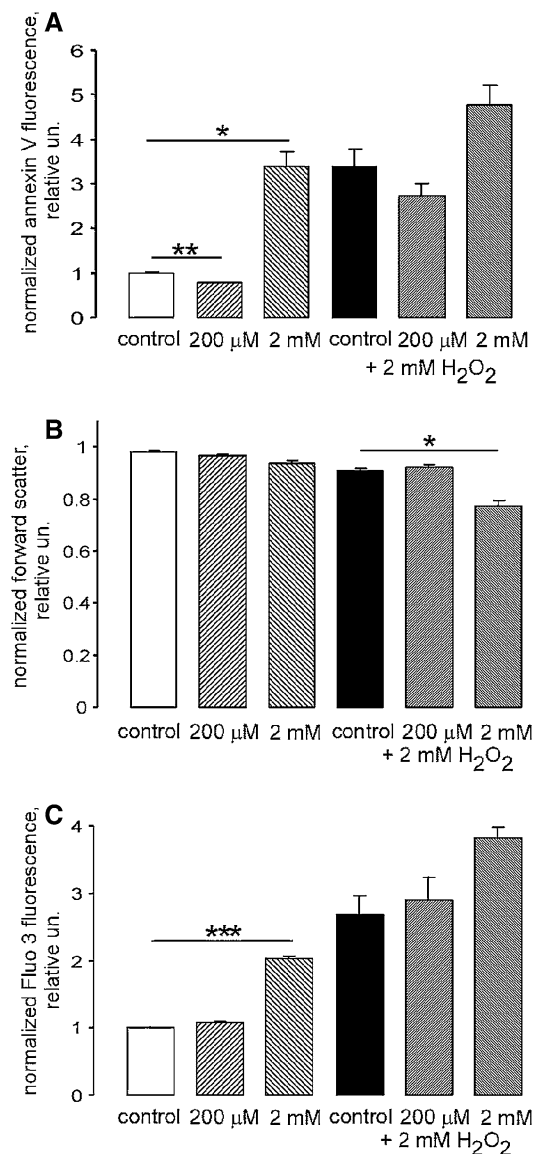 A
normalized annexin V fluorescence,
relative un.
6
5
4
3
2
1
0
*
**
control 200 µM 2 mM control 200 µM 2 mM
+ 2 mM H₂O₂
B
normalized forward scatter,
relative un.
1
0.8
0.6
0.4
0.2
0
*
control 200 µM 2 mM control 200 µM 2 mM
+ 2 mM H₂O₂
C
normalized Fluo 3 fluorescence,
relative un.
4
3
2
1
0
***
control 200 µM 2 mM control 200 µM 2 mM
+ 2 mM H₂O₂